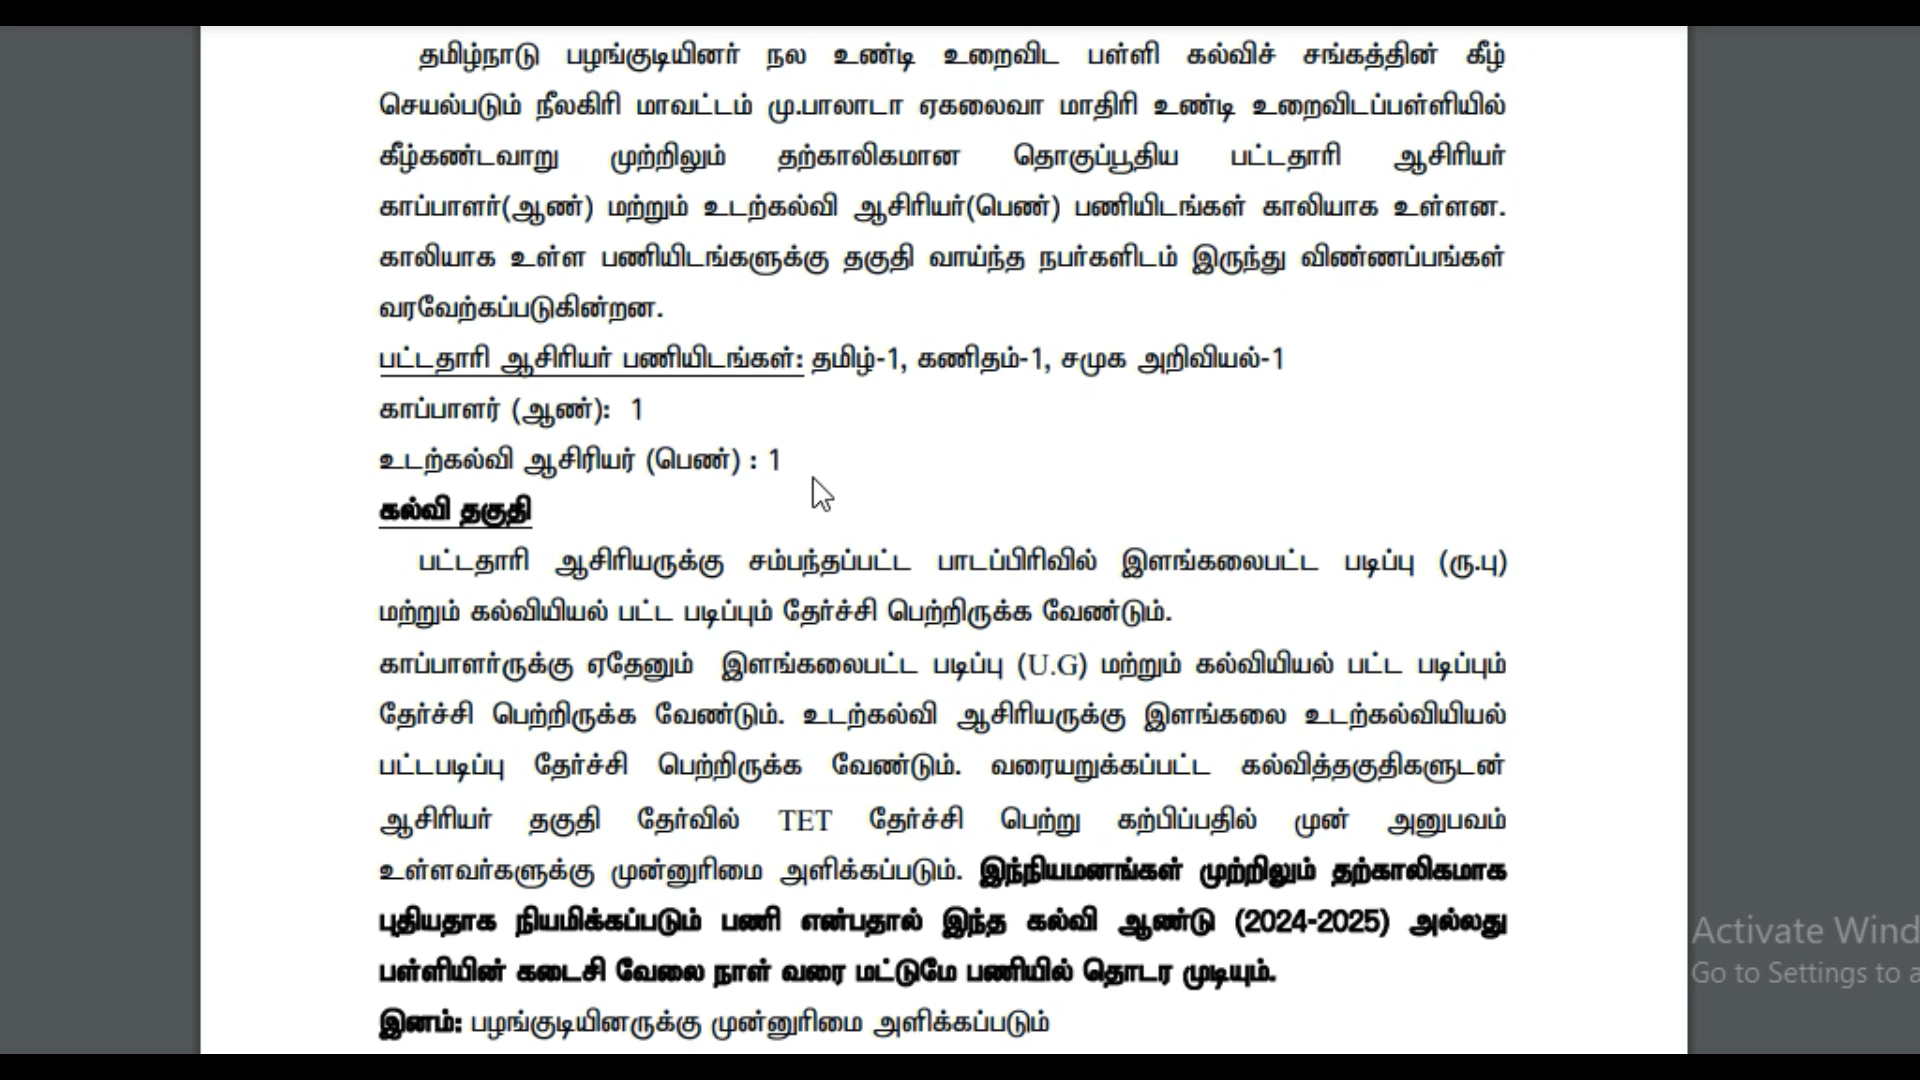 தமிழ்நாடு பழங்குடியினர் நல உண்டி உறைவிட பள்ளி கல்விச் சங்கத்தின் கீழ்
செயல்படும் நீலகிரி மாவட்டம் மு.பாலாடா ஏகலைவா மாதிரி உண்டி உறைவிடப்பள்ளியில்
கீழ்கண்டவாறு முற்றிலும் தற்காலிகமான தொகுப்பூதிய பட்டதாரி ஆசிரியர்
காப்பாளர்(ஆண்) மற்றும் உடற்கல்வி ஆசிரியர்(பெண்) பணியிடங்கள் காலியாக உள்ளன.
காலியாக உள்ள பணியிடங்களுக்கு தகுதி வாய்ந்த நபர்களிடம் இருந்து விண்ணப்பங்கள்
வரவேற்கப்படுகின்றன.
பட்டதாரி ஆசிரியர் பணியிடங்கள்: தமிழ்-1, கணிதம்-1, சமுக அறிவியல்-1
காப்பாளர் (ஆண்): 1
உடற்கல்வி ஆசிரியர் (பெண்) : 1
கல்வி தகுதி
பட்டதாரி ஆசிரியருக்கு சம்பந்தப்பட்ட பாடப்பிரிவில் இளங்கலைபட்ட படிப்பு (ரு.பு)
மற்றும் கல்வியியல் பட்ட படிப்பும் தேர்ச்சி பெற்றிருக்க வேண்டும்.
காப்பாளர்ருக்கு ஏதேனும் இளங்கலைபட்ட படிப்பு (U.G) மற்றும் கல்வியியல் பட்ட படிப்பும்
தேர்ச்சி பெற்றிருக்க வேண்டும். உடற்கல்வி ஆசிரியருக்கு இளங்கலை உடற்கல்வியியல்
பட்டபடிப்பு தேர்ச்சி பெற்றிருக்க வேண்டும். வரையறுக்கப்பட்ட கல்வித்தகுதிகளுடன்
ஆசிரியர் தகுதி தேர்வில் TET தேர்ச்சி பெற்று கற்பிப்பதில் முன் அனுபவம்
உள்ளவர்களுக்கு முன்னுரிமை அளிக்கப்படும். இந்நியமனங்கள் முற்றிலும் தற்காலிகமாக
புதியதாக நியமிக்கப்படும் பணி என்பதால் இந்த கல்வி ஆண்டு (2024-2025) அல்லது
பள்ளியின் கடைசி வேலை நாள் வரை மட்டுமே பணியில் தொடர முடியும்.
இனம்: பழங்குடியினருக்கு முன்னுரிமை அளிக்கப்படும்
Activate Wind
Go to Settings to a